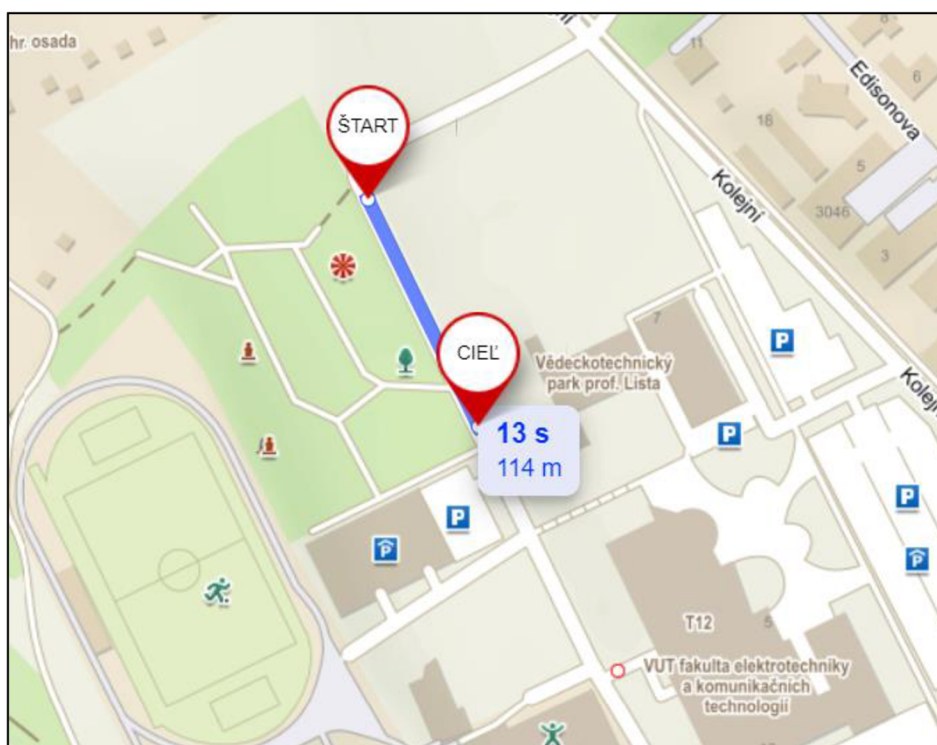 hr. osada
11
8
6
Edisonova
ŠTART
18
5
Kolejní
3046
3
7
CIEĽ
Vědeckotechnický
park prof. Lista
P
Kolejní
13 s
P
114 m
P
P
P
P
T12
5
VUT fakulta elektrotechniky
a komunikačních
technologií